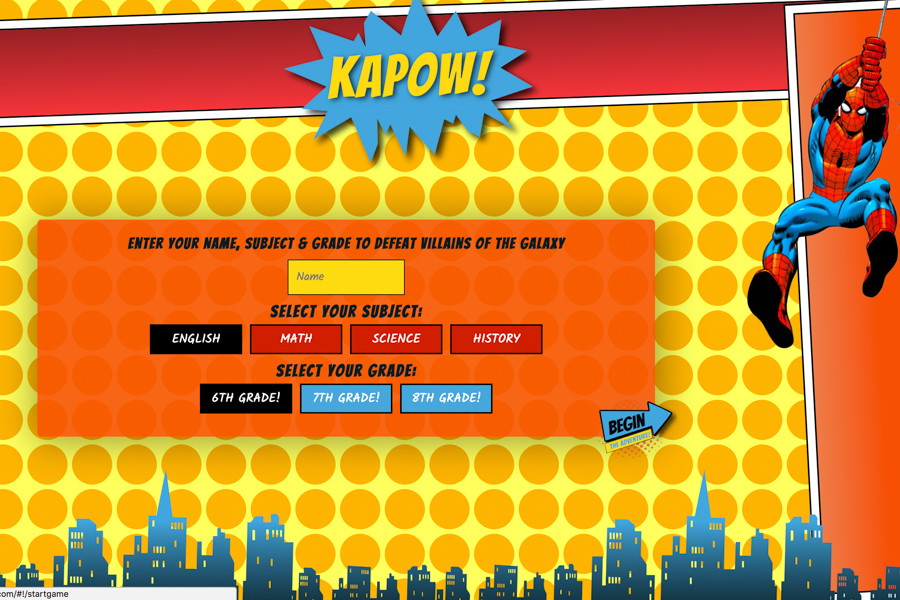 KAPOW!
ENTER YOUR NAME, SUBJECT & GRADE TO DEFEAT VILLAINS OF THE GALAXY
Name
SELECT YOUR SUBJECT:
ENGLISH MATH SCIENCE HISTORY
SELECT YOUR GRADE:
6TH GRADE! 7TH GRADE! 8TH GRADE!
BEGIN
THE ADVENTURE!
com/#!/startgame